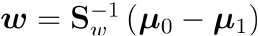 𝒘 = 𝐒_w^{-1} (𝝁_0 − 𝝁_1)